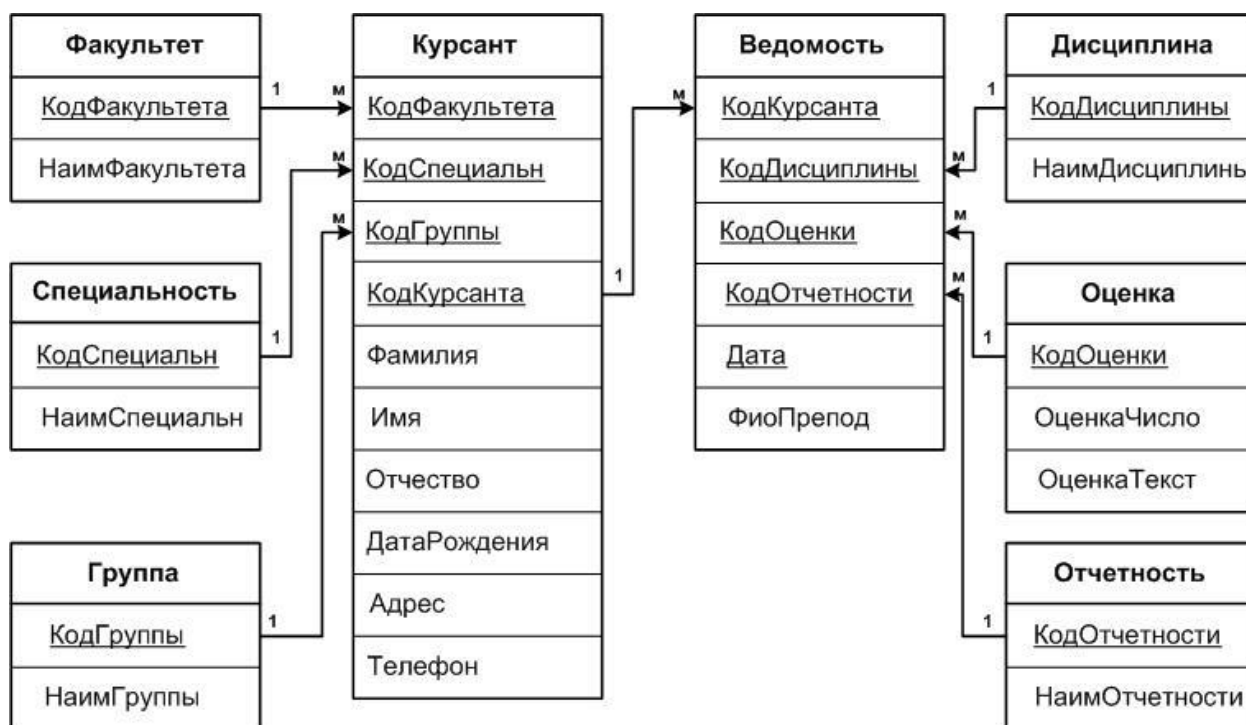 Факультет
КодФакультета
НаимФакультета
Специальность
КодСпециальн
НаимСпециальн
Группа
КодГруппы
НаимГруппы
1
м
1
м
1
м
Курсант
КодФакультета
КодСпециальн
КодГруппы
КодКурсанта
Фамилия
Имя
Отчество
ДатаРождения
Адрес
Телефон
1
м
Ведомость
КодКурсанта
КодДисциплины
КодОценки
КодОтчетности
Дата
ФиоПрепод
м
1
м
1
м
1
Дисциплина
КодДисциплины
НаимДисциплины
Оценка
КодОценки
ОценкаЧисло
ОценкаТекст
Отчетность
КодОтчетности
НаимОтчетности